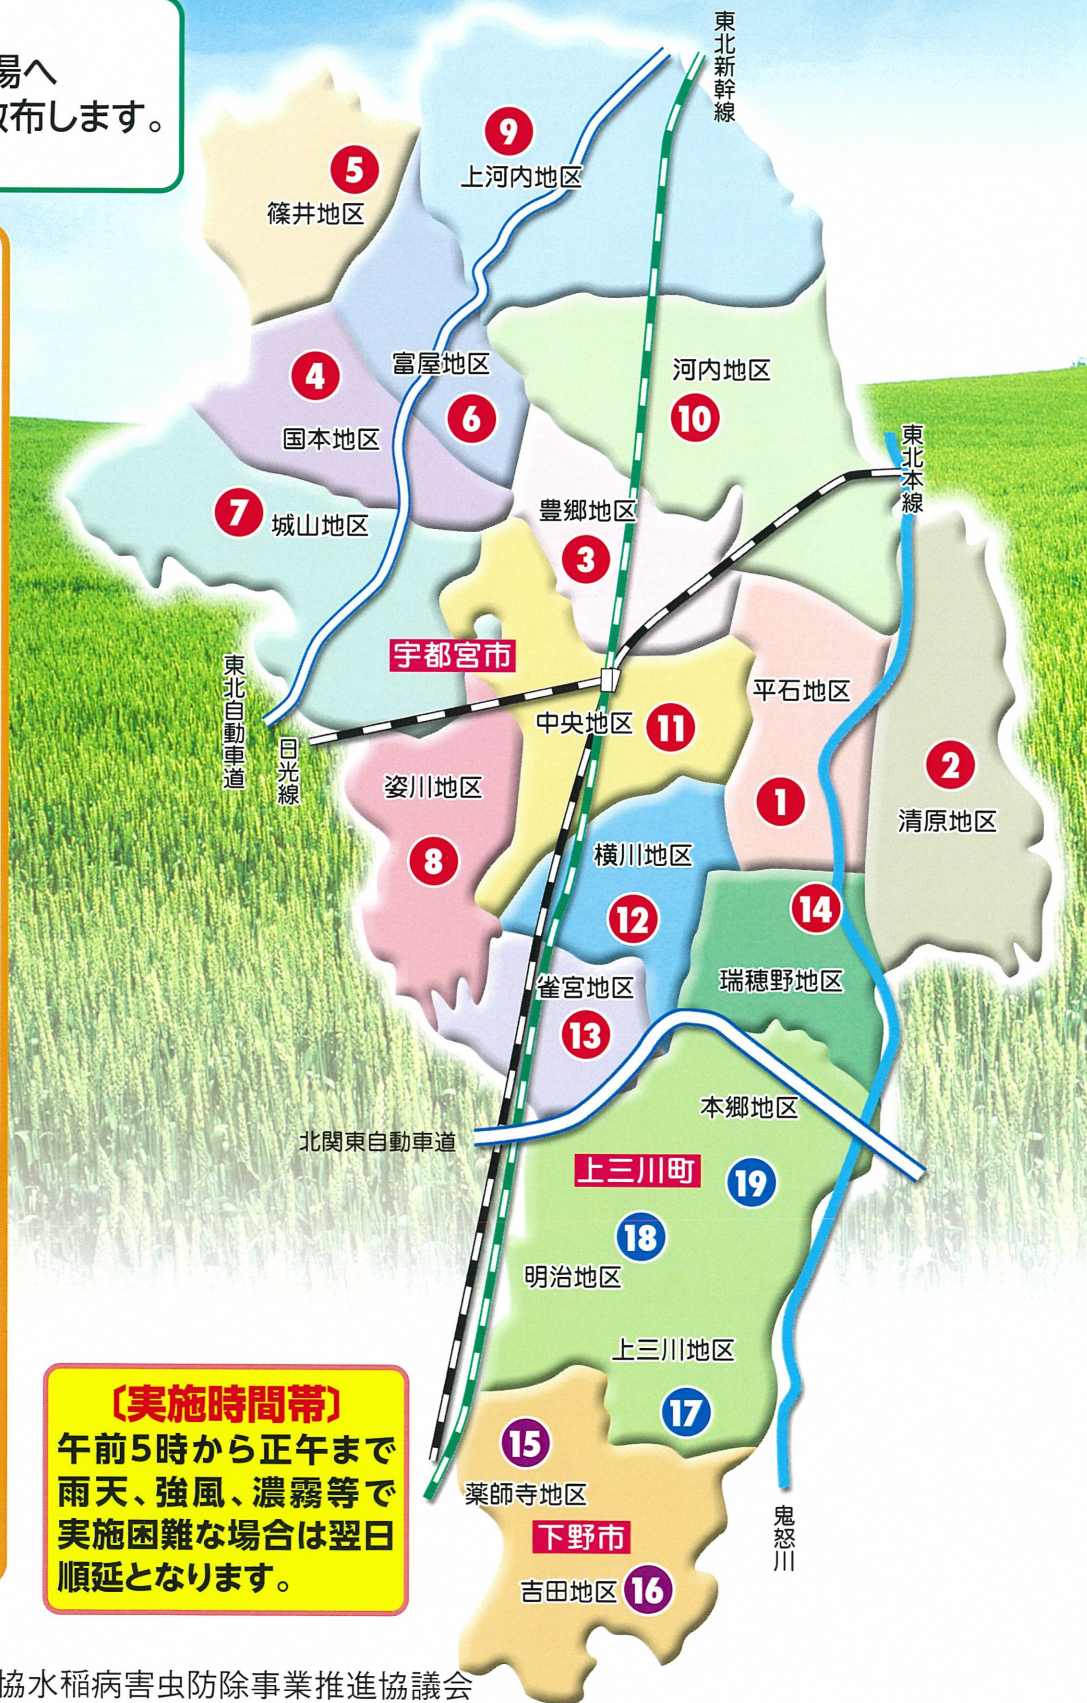 場へ
散布します。
東北新幹線
9
上河内地区
5
篠井地区
富屋地区
6
4
国本地区
河内地区
10
東北本線
7
城山地区
豊郷地区
3
宇都宮市
東北自動車道
日光線
中央地区
11
平石地区
1
2
清原地区
姿川地区
8
横川地区
12
14
瑞穂野地区
雀宮地区
13
北関東自動車道
本郷地区
上三川町
19
18
明治地区
上三川地区
17
15
薬師寺地区
下野市
吉田地区
16
鬼怒川
〔実施時間帯〕
午前5時から正午まで
雨天、強風、濃霧等で
実施困難な場合は翌日
順延となります。
協水稲病害虫防除事業推進協議会